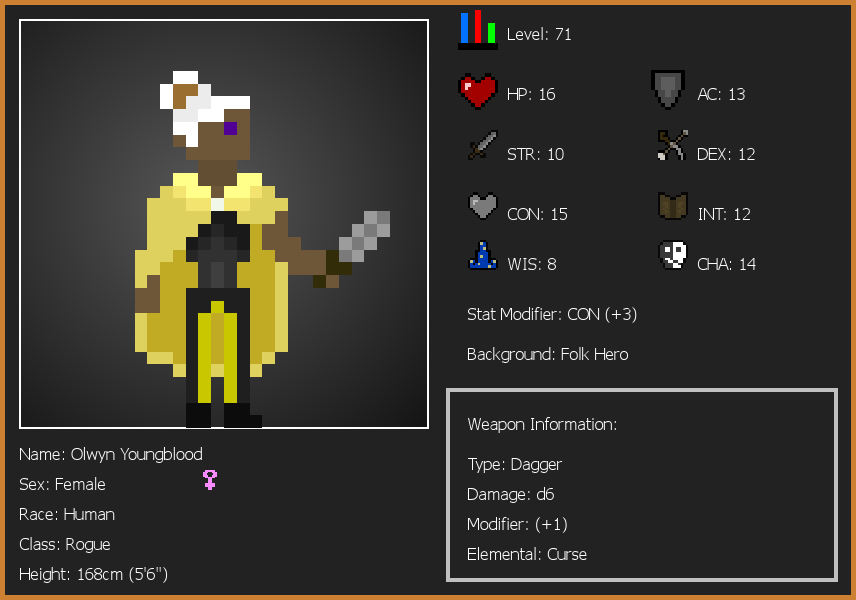 Level: 71
HP: 16
AC: 13
STR: 10
DEX: 12
CON: 15
INT: 12
WIS: 8
CHA: 14
Stat Modifier: CON (+3)
Background: Folk Hero
Weapon Information:
Type: Dagger
Damage: d6
Modifier: (+1)
Elemental: Curse
Name: Olwyn Youngblood
Sex: Female
Race: Human
Class: Rogue
Height: 168cm (5'6")